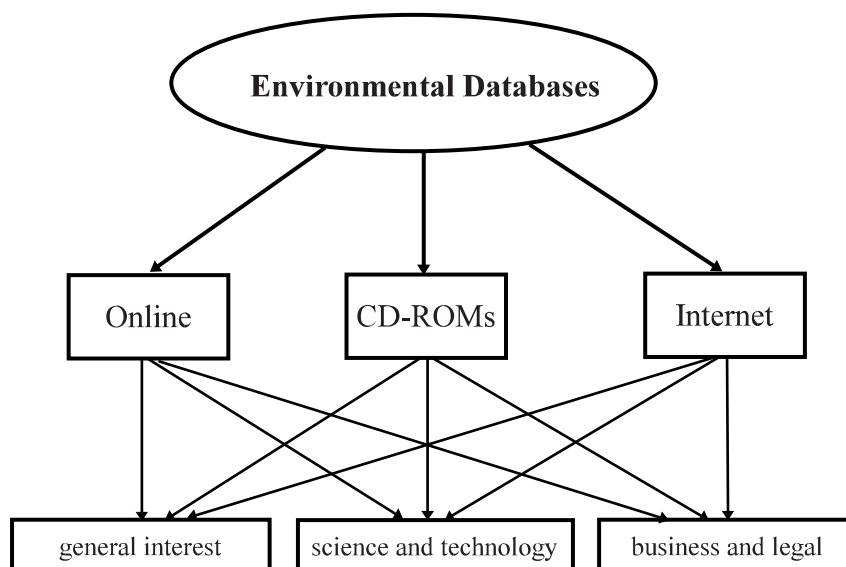 Environmental Databases
Online
CD-ROMs
Internet
general interest
science and technology
business and legal